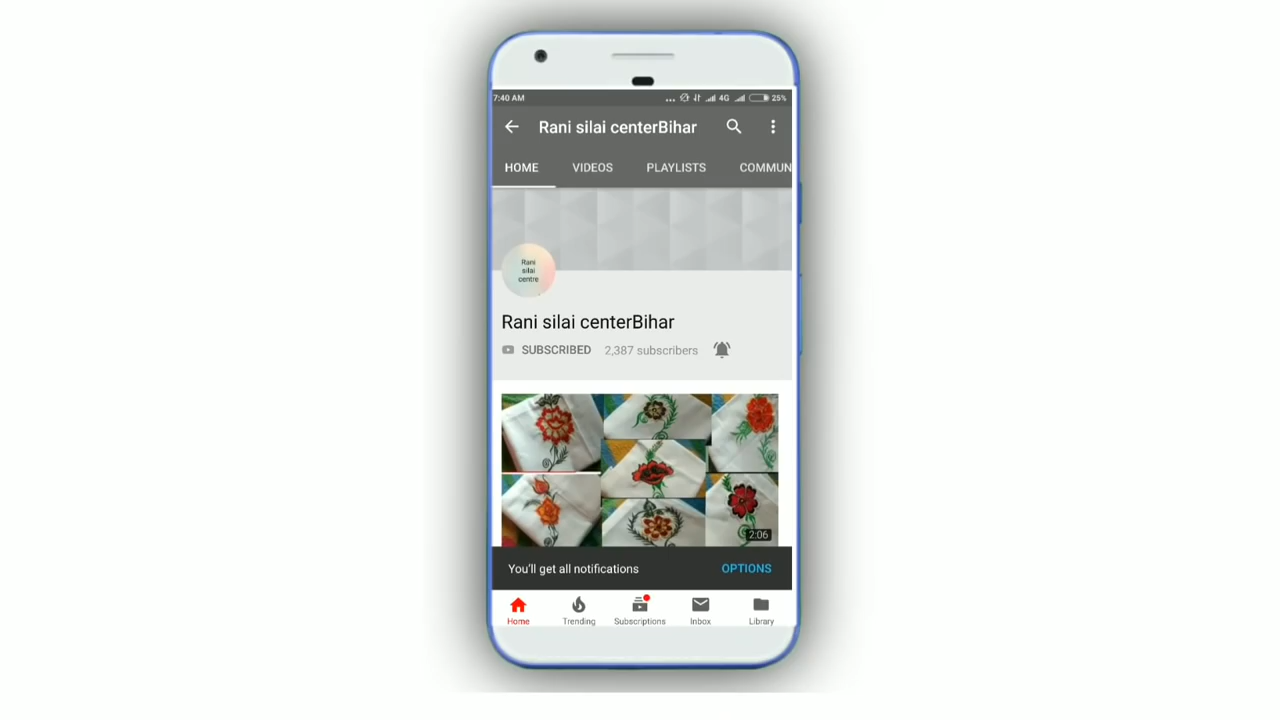 7:40 AM
... 4G 25%
Rani silai centerBihar
HOME VIDEOS PLAYLISTS COMMUN
Rani
silai
centre
Rani silai centerBihar
SUBSCRIBED 2,387 subscribers
2:06
You'll get all notifications OPTIONS
Home Trending Subscriptions Inbox Library